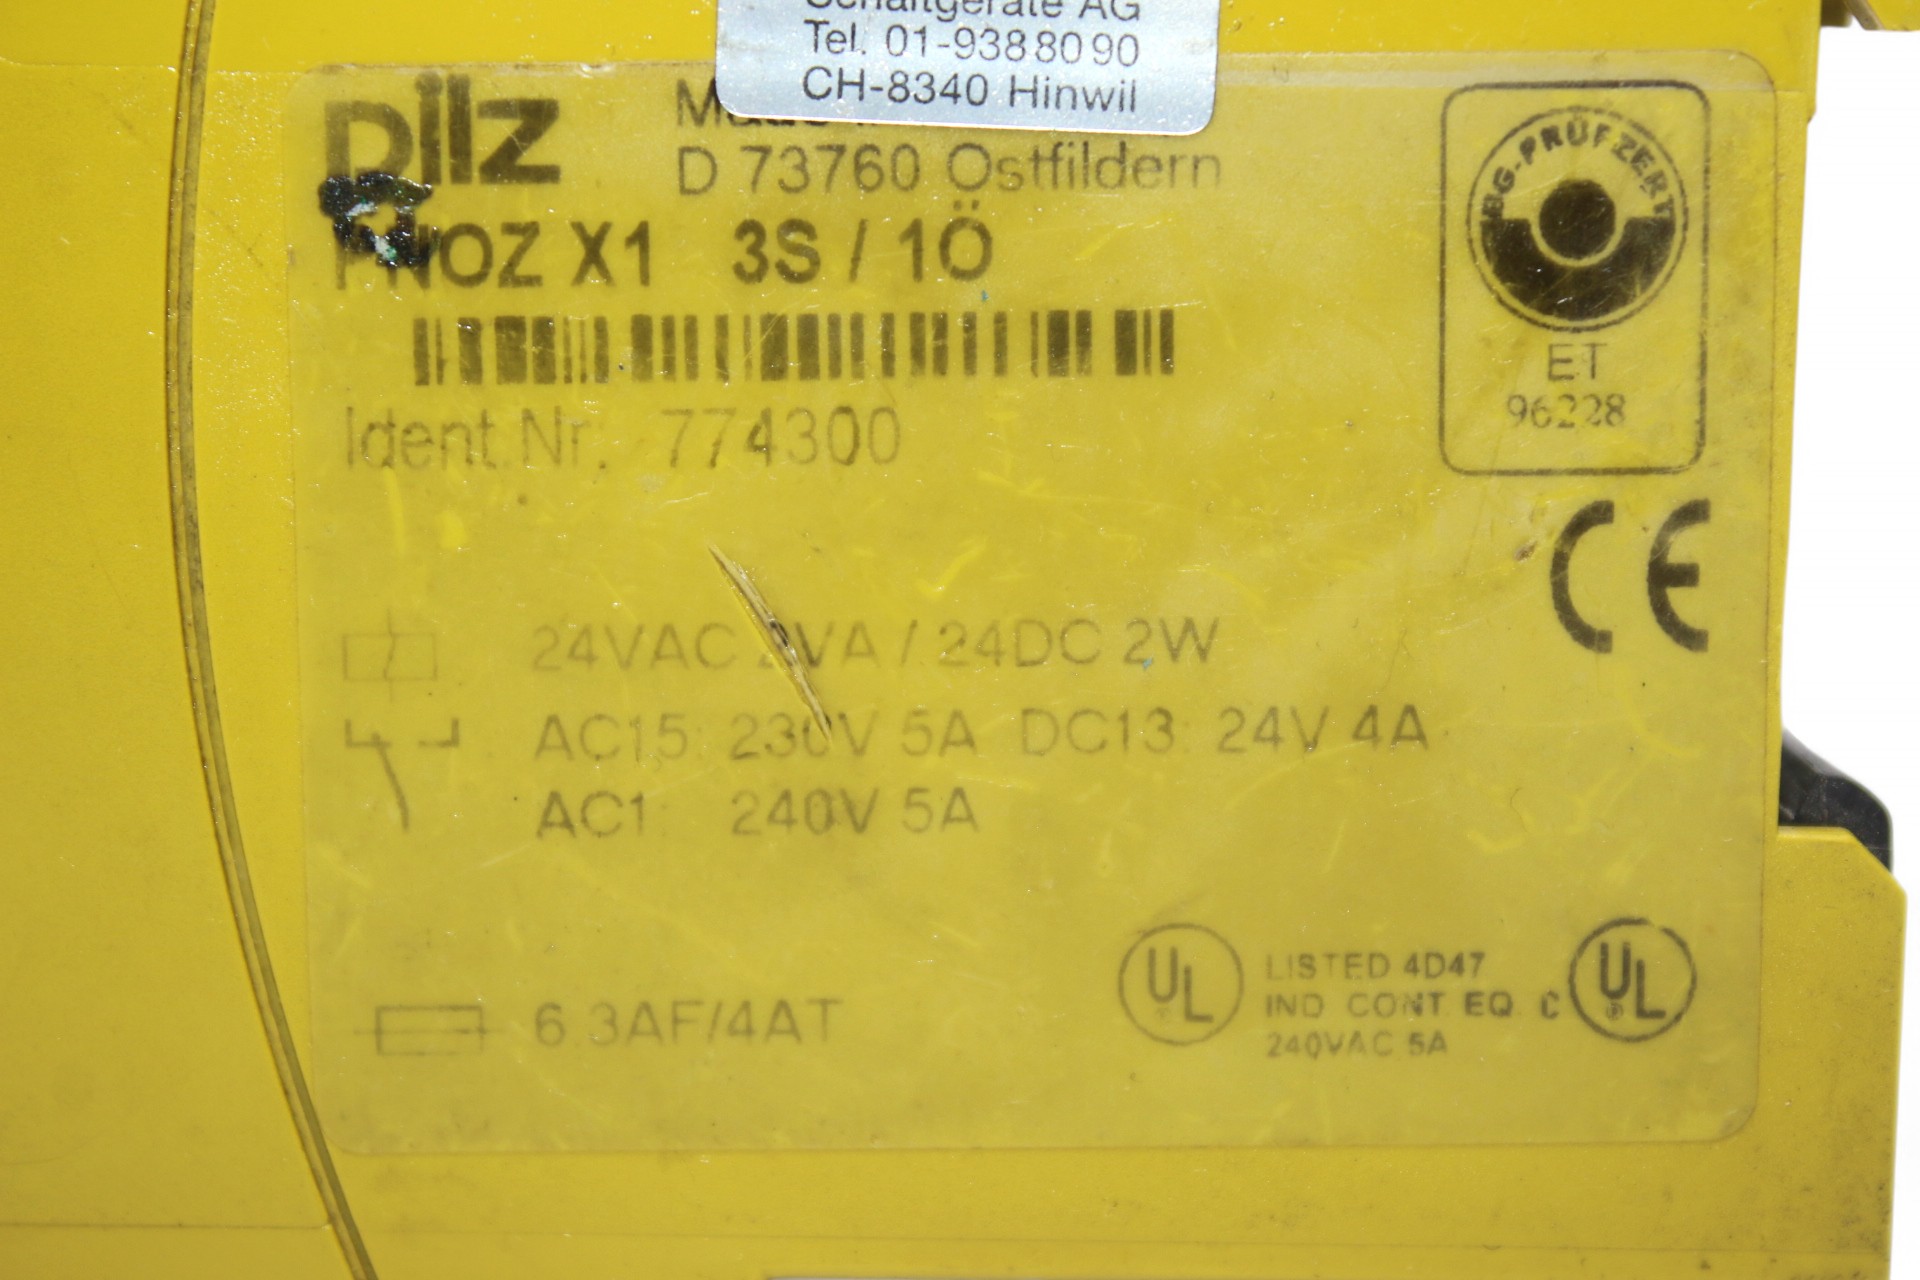 Schaltgeräte AG
Tel. 01-938 80 90
CH-8340 Hinwil
pilz
D 73760 Ostfildern
PNOZ X1 3S / 1Ö
Ident.Nr. 774300
BG-PRÜFZERT
ET
96228
CE
24VAC 2VA / 24DC 2W
AC15: 230V 5A DC13: 24V 4A
AC1: 240V 5A
6.3AF/4AT
UL
LISTED 4D47
IND. CONT. EQ.
240VAC 5A
C UL